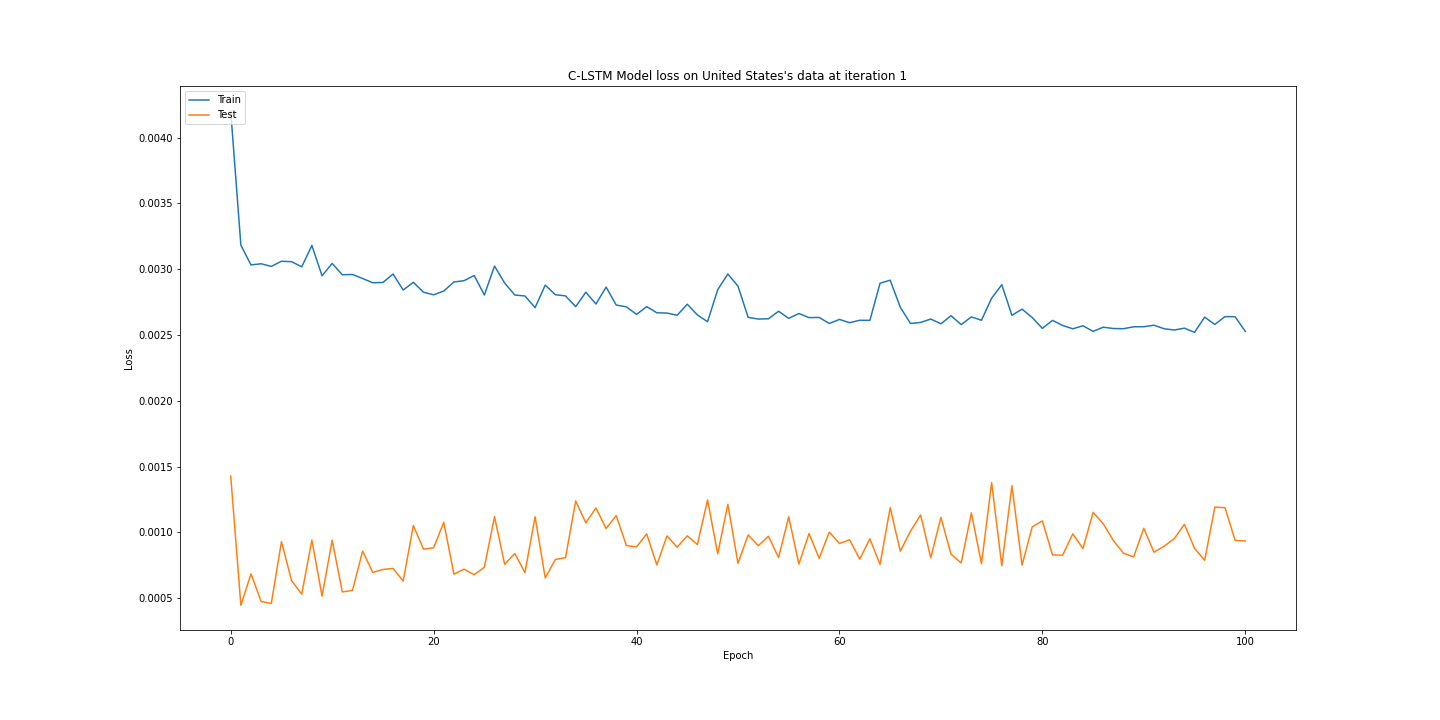 C-LSTM Model loss on United States's data at iteration 1
Train
Test
0.0040
0.0035
0.0030
0.0025
0.0020
0.0015
0.0010
0.0005
Loss
0 20 40 60 80 100
Epoch